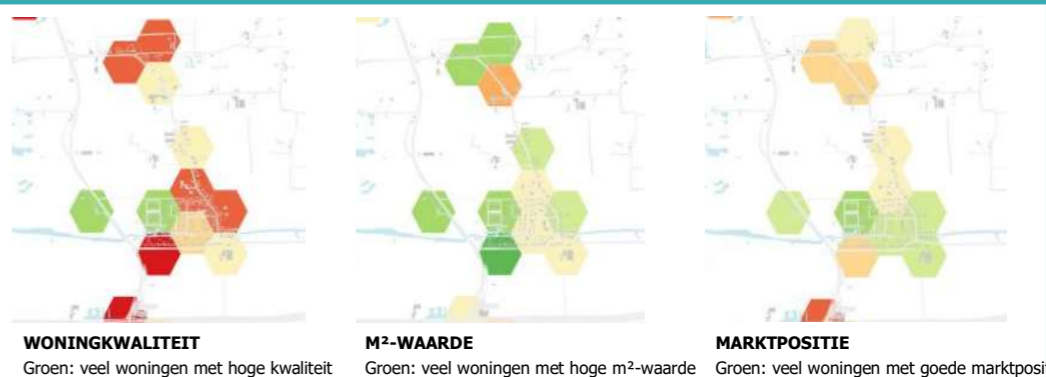 WONINGKWALITEIT
Groen: veel woningen met hoge kwaliteit
M²-WAARDE
Groen: veel woningen met hoge m²-waarde
MARKTPOSITIE
Groen: veel woningen met goede marktposit